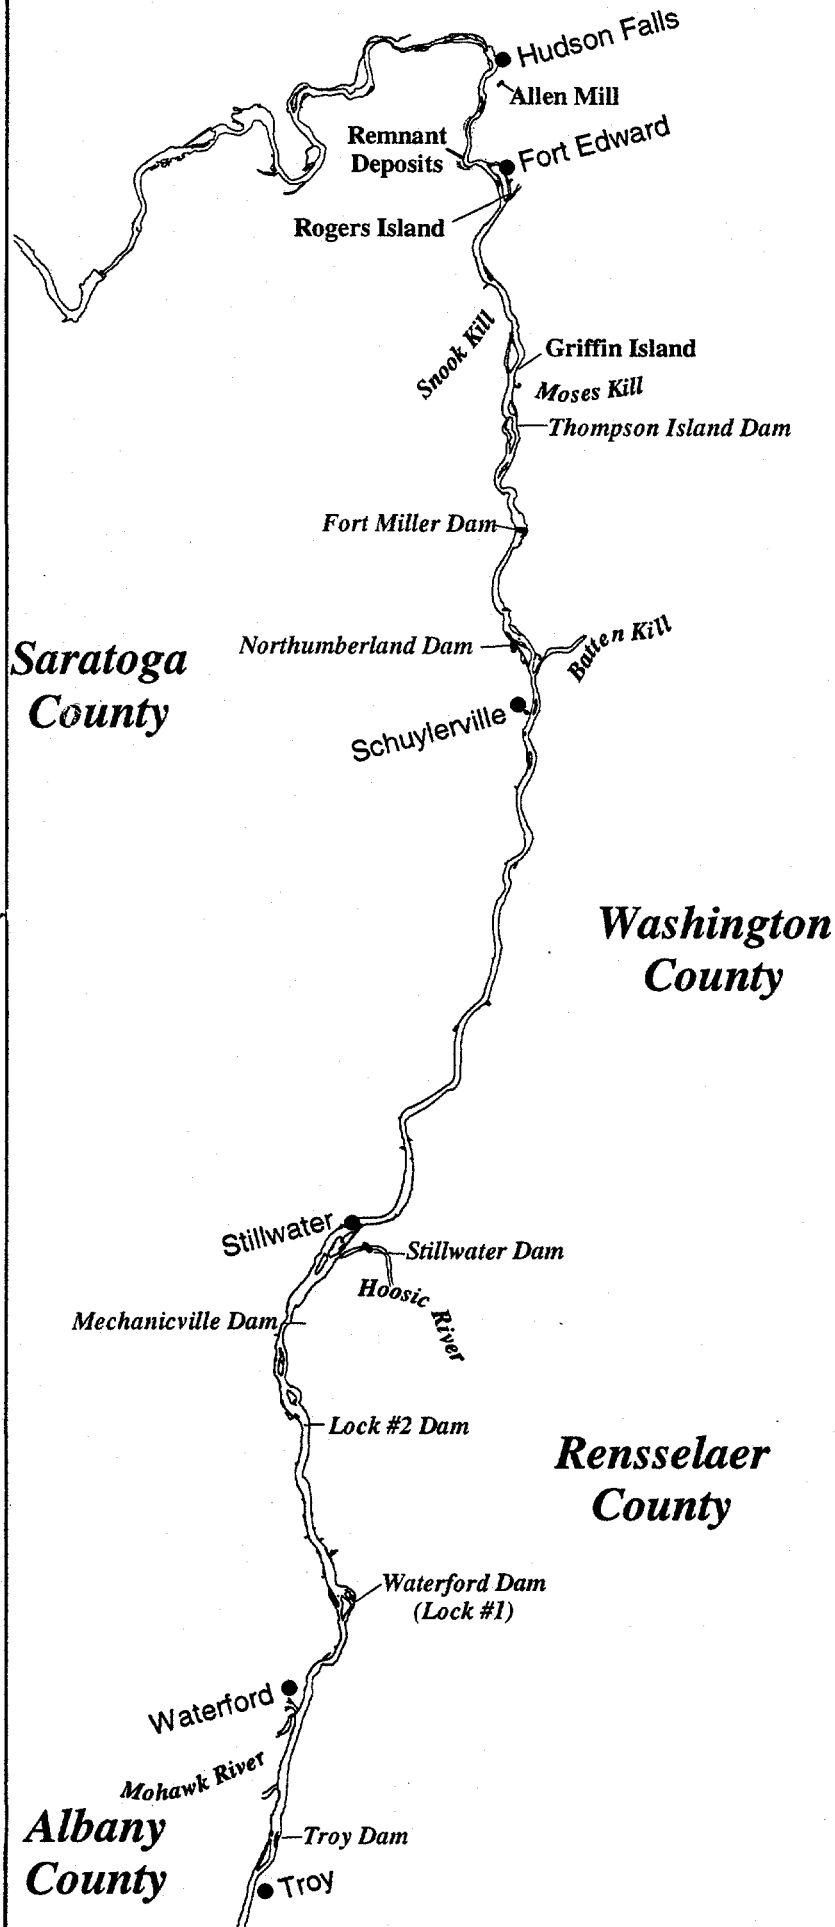 Hudson Falls
Allen Mill
Remnant
Deposits
Fort Edward
Rogers Island
Snook Kill
Griffin Island
Moses Kill
Thompson Island Dam
Fort Miller Dam
Northumberland Dam
Batten Kill
Saratoga
County
Schuylerville
Washington
County
Stillwater
Stillwater Dam
Hoosic River
Mechanicville Dam
Lock #2 Dam
Rensselaer
County
Waterford Dam
(Lock #1)
Waterford
Mohawk River
Albany
County
Troy Dam
Troy